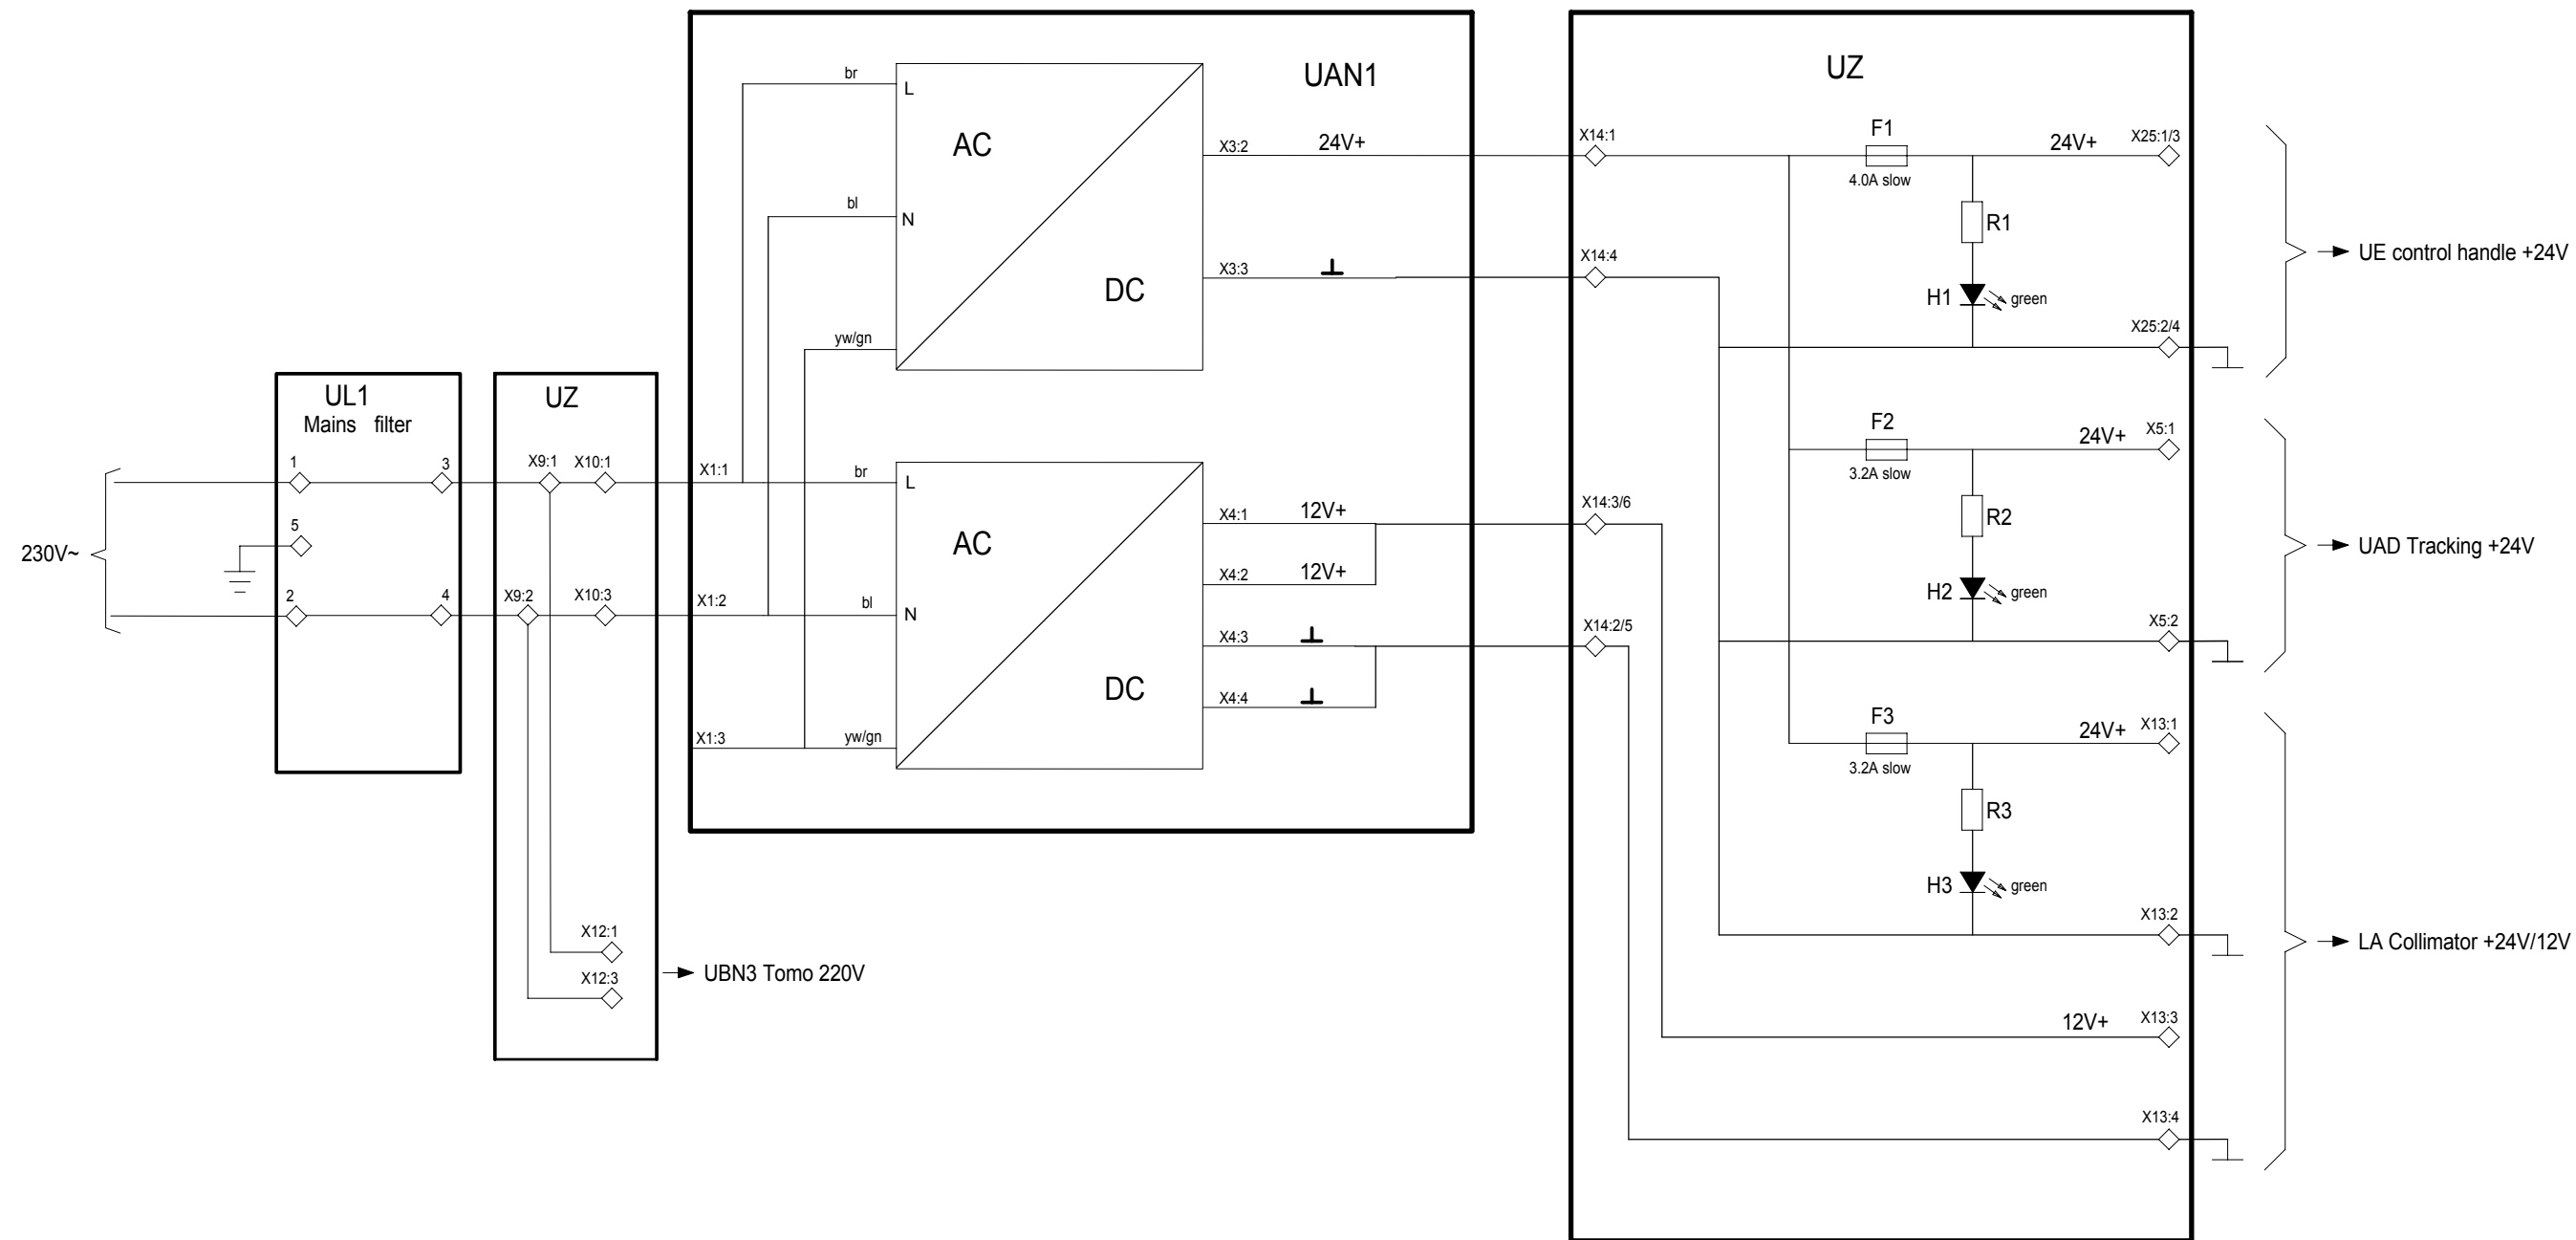 230V~
UL1
Mains filter
1
3
5
2
4
UZ
X9:1
X10:1
X9:2
X10:3
X12:1
X12:3
UBN3 Tomo 220V
UAN1
br
L
AC
bl
N
DC
yw/gn
X3:2
24V+
X3:3
X1:1
br
L
AC
X1:2
bl
N
DC
X1:3
yw/gn
X4:1
12V+
X4:2
12V+
X4:3
X4:4
UZ
X14:1
X14:4
X14:3/6
X14:2/5
F1
4.0A slow
24V+
X25:1/3
R1
H1
green
X25:2/4
UE control handle +24V
F2
3.2A slow
24V+
X5:1
R2
H2
green
X5:2
UAD Tracking +24V
F3
3.2A slow
24V+
X13:1
R3
H3
green
X13:2
LA Collimator +24V/12V
12V+
X13:3
X13:4